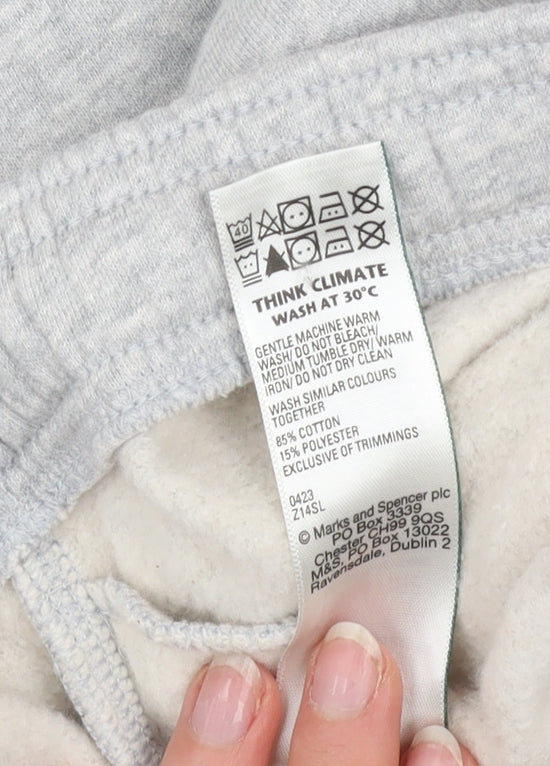 40
THINK CLIMATE
WASH AT 30°C
GENTLE MACHINE WARM
WASH/ DO NOT BLEACH/
MEDIUM TUMBLE DRY/ WARM
IRON/ DO NOT DRY CLEAN
WASH SIMILAR COLOURS
TOGETHER
85% COTTON
15% POLYESTER
EXCLUSIVE OF TRIMMINGS
0423
Z14SL
© Marks and Spencer plc
PO Box 3339
Chester CH99 9QS
M&S, PO Box 13022
Ravensdale, Dublin 2